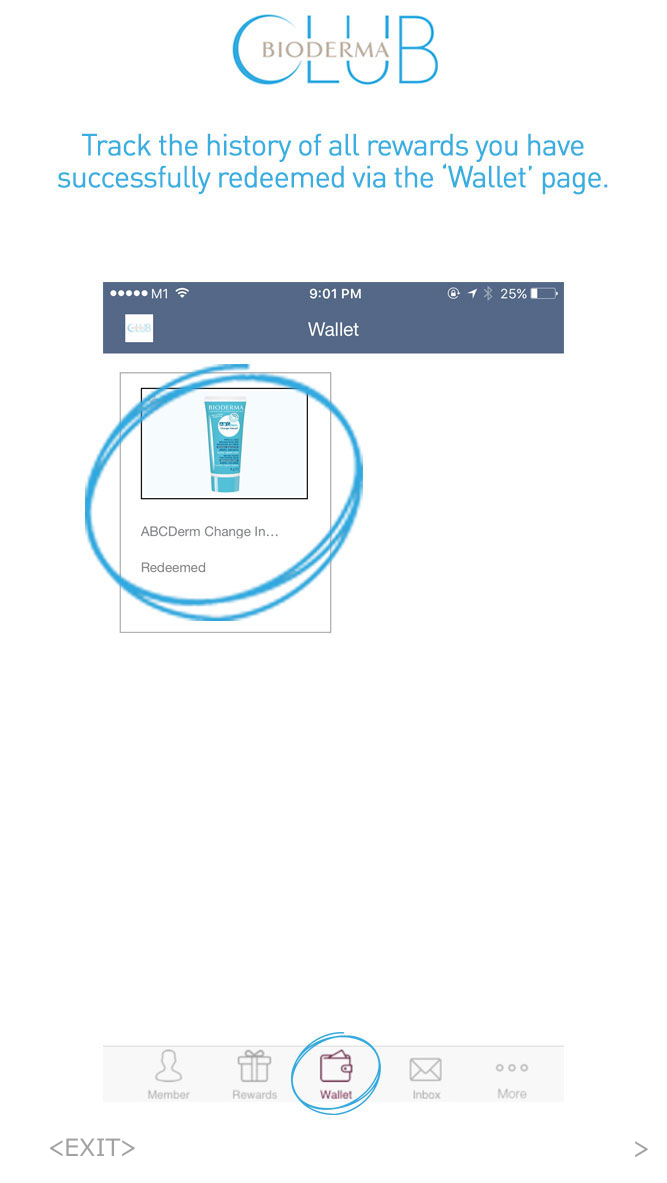 CLUB
BIODERMA
Track the history of all rewards you have
successfully redeemed via the ‘Wallet’ page.
M1 9:01 PM 25%
CLUB Wallet
BIODERMA
ABCDerm Change In...
Redeemed
Member Rewards Wallet Inbox More
<EXIT> >